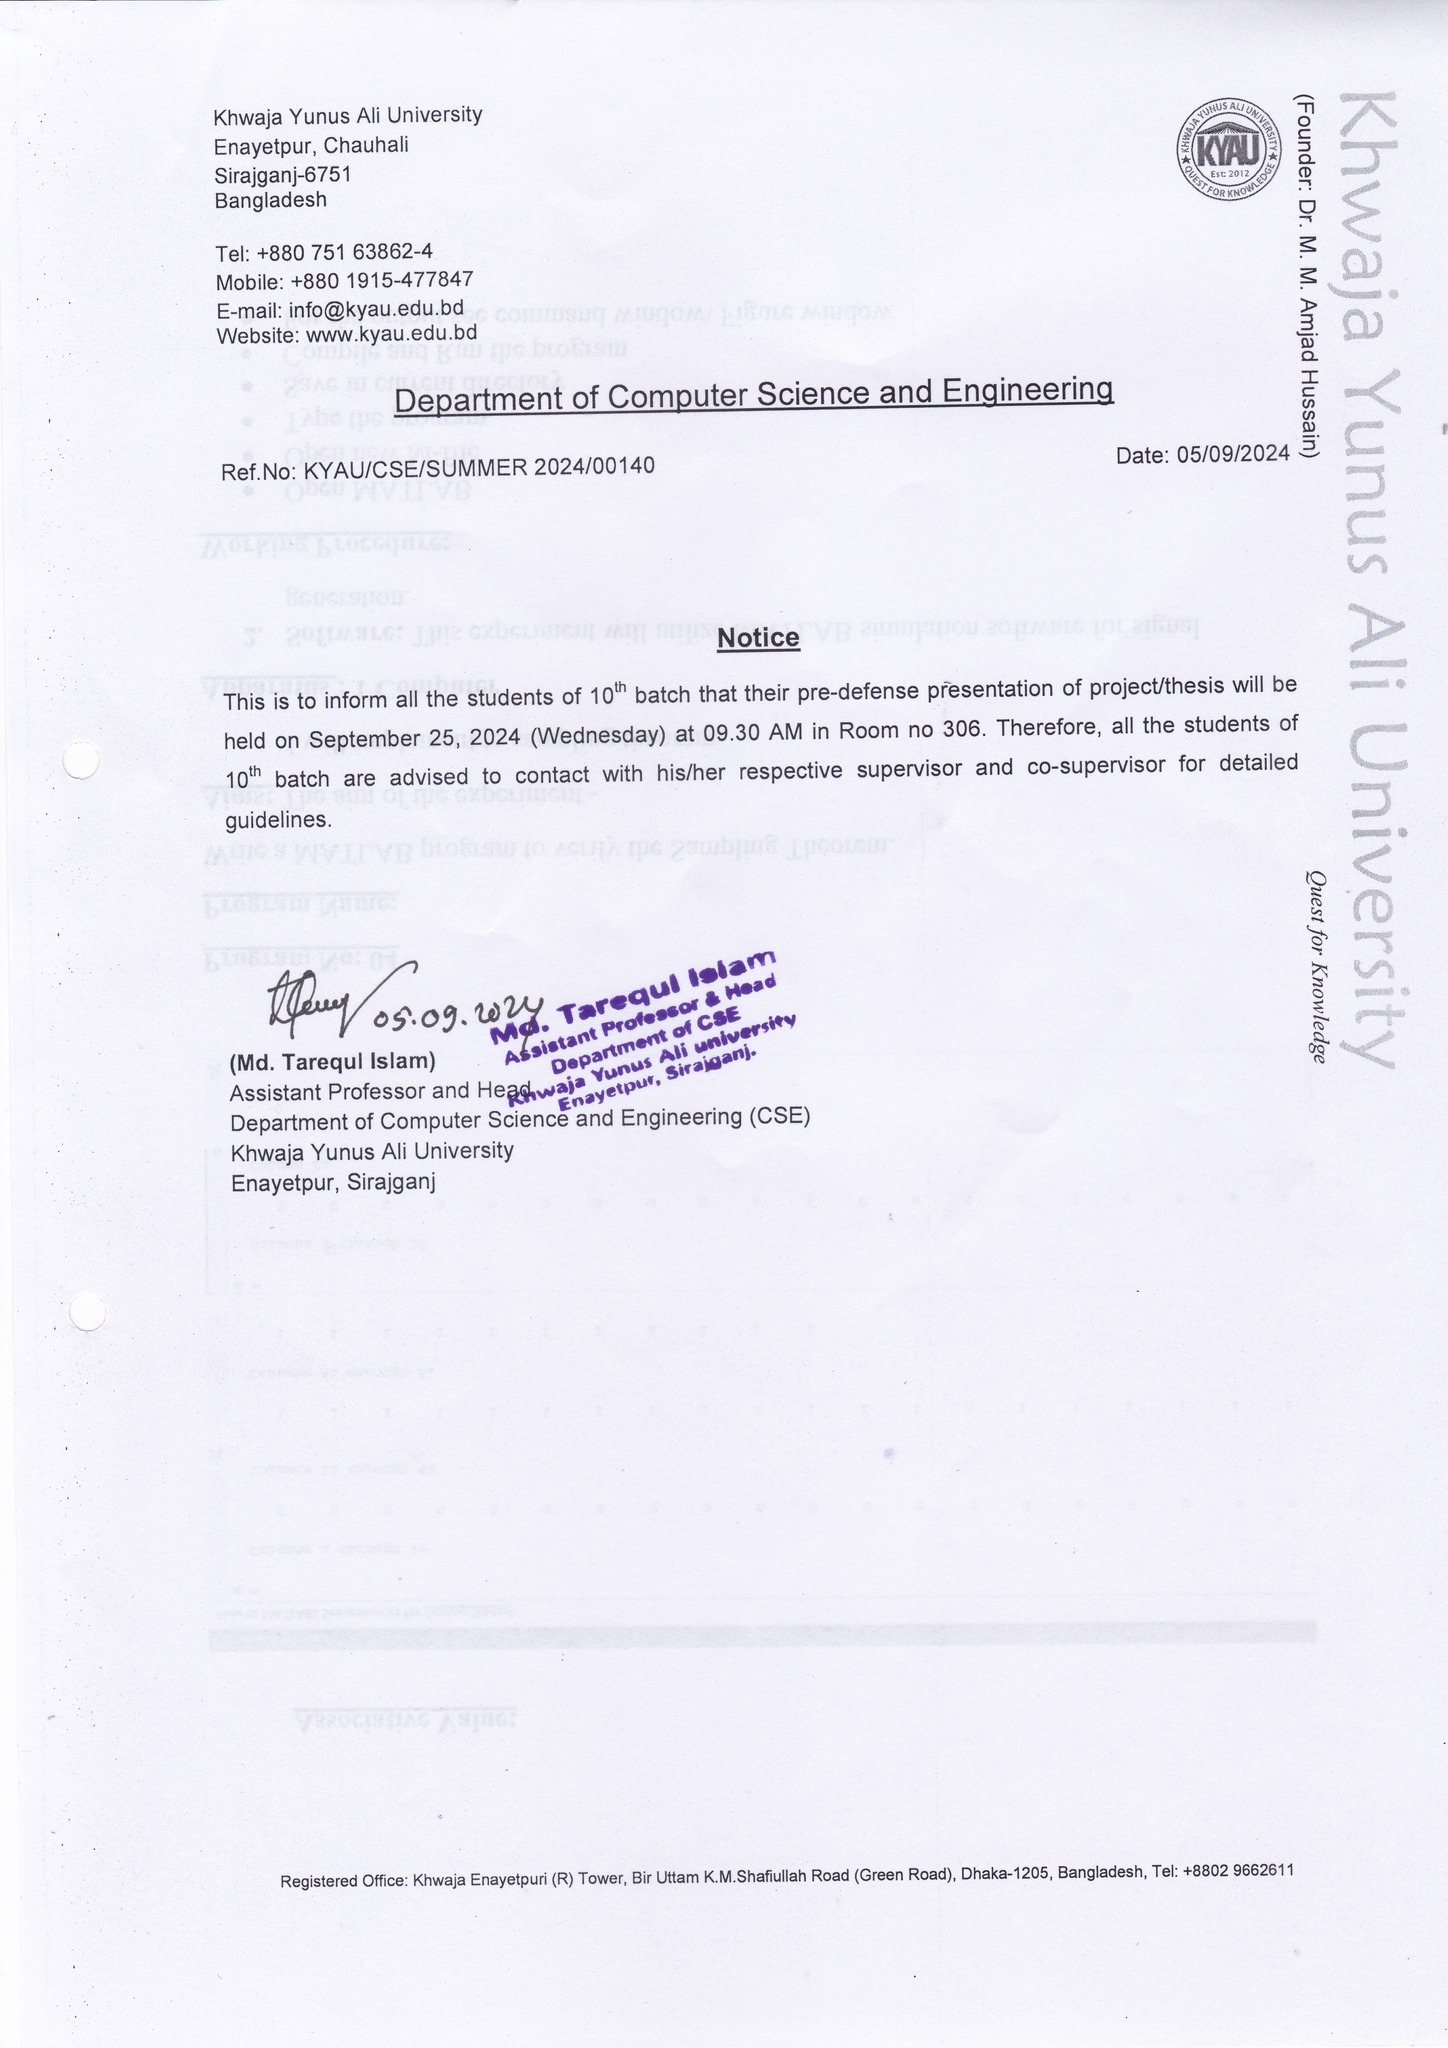 Khwaja Yunus Ali University
Enayetpur, Chauhali
Sirajganj-6751
Bangladesh
Tel: +880 751 63862-4
Mobile: +880 1915-477847
E-mail: info@kyau.edu.bd
Website: www.kyau.edu.bd
KHWAJA YUNUS ALI UNIVERSITY
KYAU
Est: 2012
QUEST FOR KNOWLEDGE
(Founder: Dr. M. M. Amjad Hussain)
Khwaja Yunus Ali University
Quest for Knowledge
Department of Computer Science and Engineering
Ref.No: KYAU/CSE/SUMMER 2024/00140
Date: 05/09/2024
Notice
This is to inform all the students of 10th batch that their pre-defense presentation of project/thesis will be
held on September 25, 2024 (Wednesday) at 09.30 AM in Room no 306. Therefore, all the students of
10th batch are advised to contact with his/her respective supervisor and co-supervisor for detailed
guidelines.
05.09.2024
Md. Tarequl Islam
Assistant Professor & Head
Department of CSE
Khwaja Yunus Ali university
Enayetpur, Sirajganj.
(Md. Tarequl Islam)
Assistant Professor and Head
Department of Computer Science and Engineering (CSE)
Khwaja Yunus Ali University
Enayetpur, Sirajganj
Registered Office: Khwaja Enayetpuri (R) Tower, Bir Uttam K.M.Shafiullah Road (Green Road), Dhaka-1205, Bangladesh, Tel: +8802 9662611